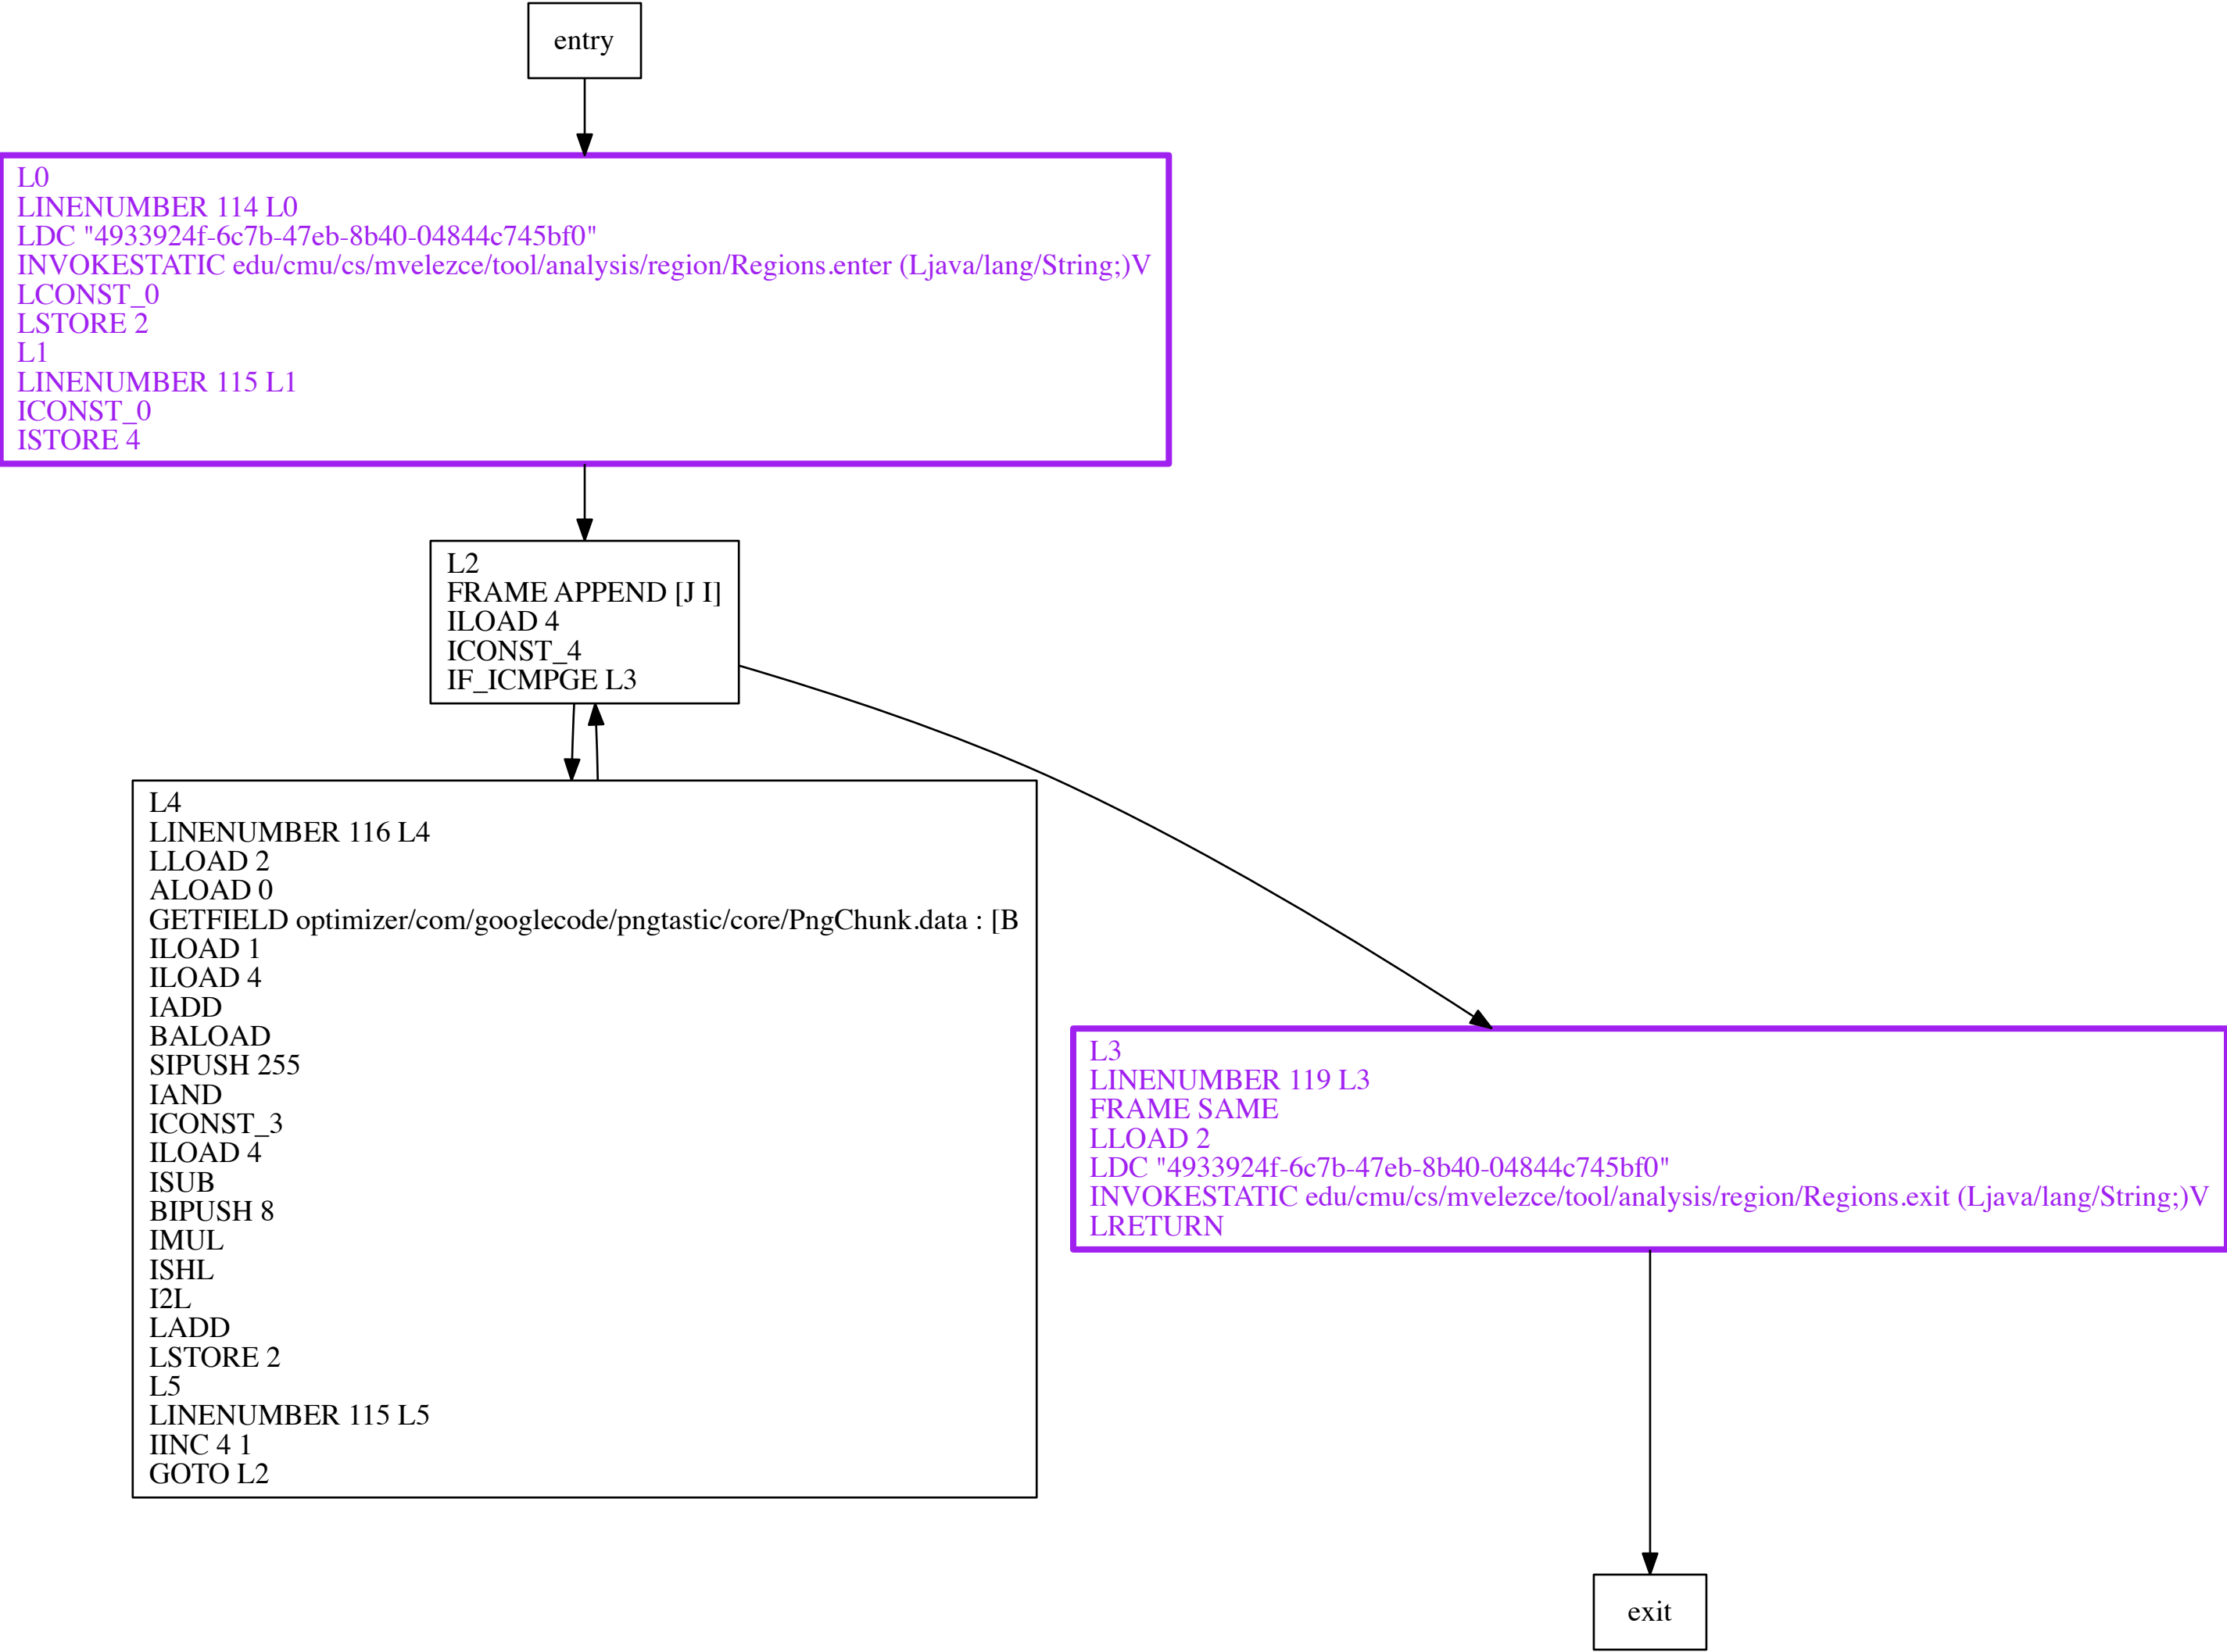 entry
L0
LINENUMBER 114 L0
LDC "4933924f-6c7b-47eb-8b40-04844c745bf0"
INVOKESTATIC edu/cmu/cs/mvelezce/tool/analysis/region/Regions.enter (Ljava/lang/String;)V
LCONST_0
LSTORE 2
L1
LINENUMBER 115 L1
ICONST_0
ISTORE 4
L2
FRAME APPEND [J I]
ILOAD 4
ICONST_4
IF_ICMPGE L3
L4
LINENUMBER 116 L4
LLOAD 2
ALOAD 0
GETFIELD optimizer/com/googlecode/pngtastic/core/PngChunk.data : [B
ILOAD 1
ILOAD 4
IADD
BALOAD
SIPUSH 255
IAND
ICONST_3
ILOAD 4
ISUB
BIPUSH 8
IMUL
ISHL
I2L
LADD
LSTORE 2
L5
LINENUMBER 115 L5
IINC 4 1
GOTO L2
L3
LINENUMBER 119 L3
FRAME SAME
LLOAD 2
LDC "4933924f-6c7b-47eb-8b40-04844c745bf0"
INVOKESTATIC edu/cmu/cs/mvelezce/tool/analysis/region/Regions.exit (Ljava/lang/String;)V
LRETURN
exit